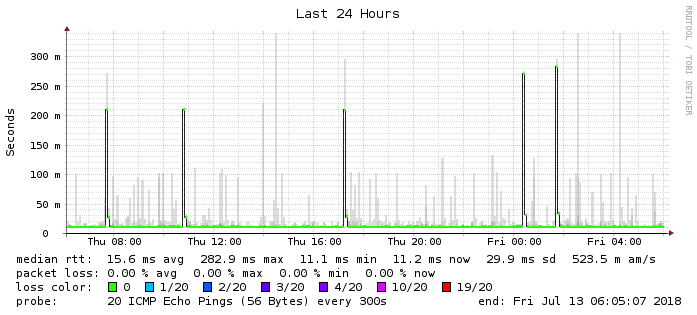 Last 24 Hours
RRDTOOL / TOBI OETIKER
Seconds
300 m
250 m
200 m
150 m
100 m
50 m
0
Thu 08:00 Thu 12:00 Thu 16:00 Thu 20:00 Fri 00:00 Fri 04:00
median rtt: 15.6 ms avg 282.9 ms max 11.1 ms min 11.2 ms now 29.9 ms sd 523.5 m am/s
packet loss: 0.00 % avg 0.00 % max 0.00 % min 0.00 % now
loss color: 0 1/20 2/20 3/20 4/20 10/20 19/20
probe: 20 ICMP Echo Pings (56 Bytes) every 300s end: Fri Jul 13 06:05:07 2018